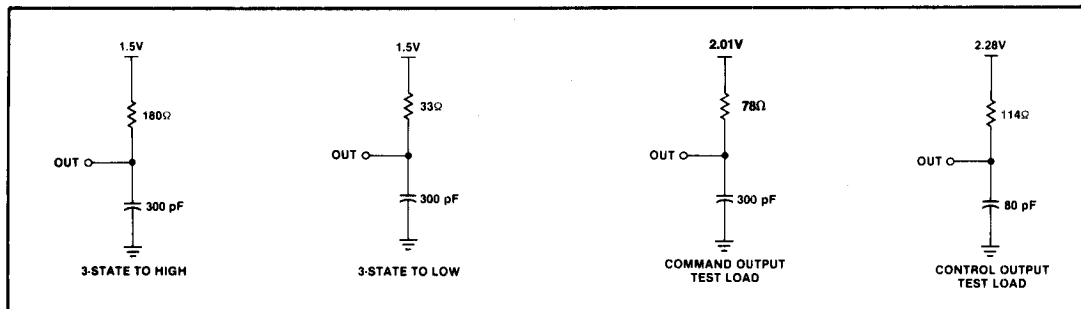 1.5V
180Ω
OUT
300 pF
3-STATE TO HIGH
1.5V
33Ω
OUT
300 pF
3-STATE TO LOW
2.01V
78Ω
OUT
300 pF
COMMAND OUTPUT
TEST LOAD
2.28V
114Ω
OUT
80 pF
CONTROL OUTPUT
TEST LOAD